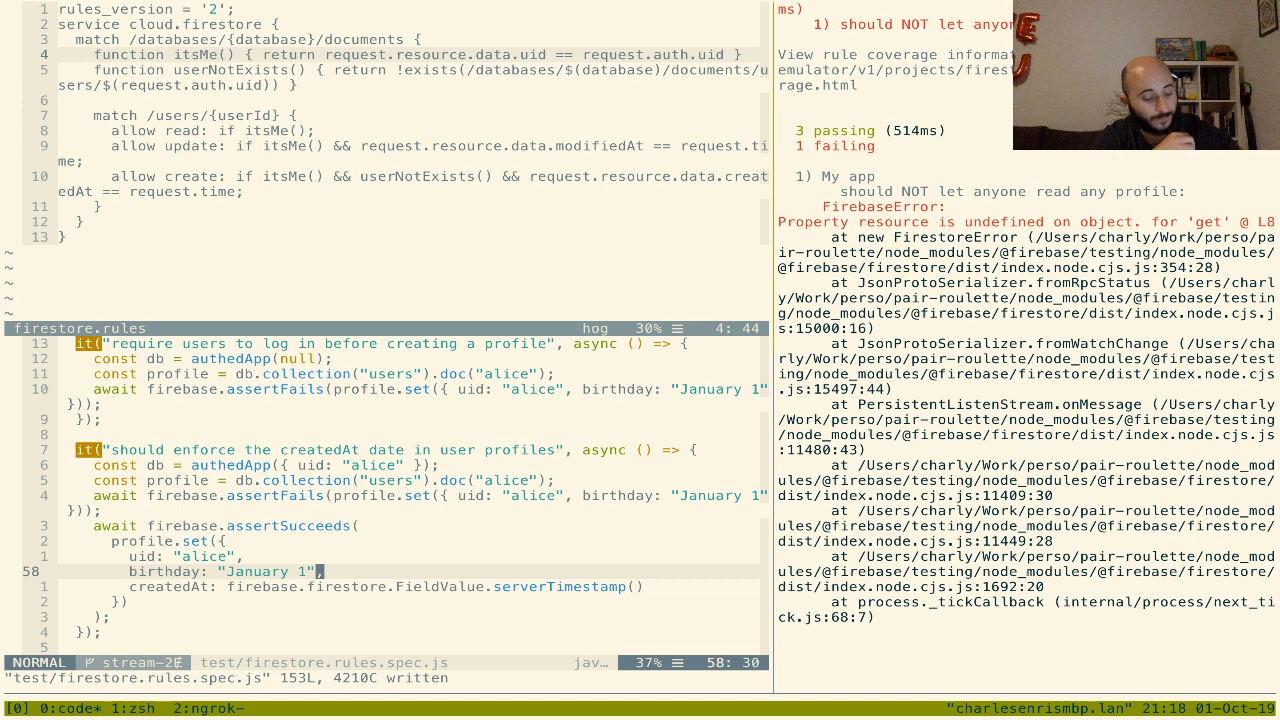 1 rules_version = '2';
2 service cloud.firestore {
3 match /databases/{database}/documents {
4 function itsMe() { return request.resource.data.uid == request.auth.uid }
5 function userNotExists() { return !exists(/databases/$(database)/documents/u
sers/$(request.auth.uid)) }
6
7 match /users/{userId} {
8 allow read: if itsMe();
9 allow update: if itsMe() && request.resource.data.modifiedAt == request.ti
me;
10 allow create: if itsMe() && userNotExists() && request.resource.data.creat
edAt == request.time;
11 }
12 }
13 }
~
~
~
~
~
firestore.rules hog 30% ☰ 4: 44
13 it("require users to log in before creating a profile", async () => {
12 const db = authedApp(null);
11 const profile = db.collection("users").doc("alice");
10 await firebase.assertFails(profile.set({ uid: "alice", birthday: "January 1"
}));
9 });
8
7 it("should enforce the createdAt date in user profiles", async () => {
6 const db = authedApp({ uid: "alice" });
5 const profile = db.collection("users").doc("alice");
4 await firebase.assertFails(profile.set({ uid: "alice", birthday: "January 1"
}));
3 await firebase.assertSucceeds(
2 profile.set({
1 uid: "alice",
58 birthday: "January 1",
1 createdAt: firebase.firestore.FieldValue.serverTimestamp()
2 })
3 );
4 });
5
NORMAL stream-2 test/firestore.rules.spec.js jav… 37% ☰ 58: 30
"test/firestore.rules.spec.js" 153L, 4210C written
ms)
1) should NOT let anyon
View rule coverage informat
emulator/v1/projects/firest
rage.html
3 passing (514ms)
1 failing
1) My app
should NOT let anyone read any profile:
FirebaseError:
Property resource is undefined on object. for 'get' @ L8
at new FirestoreError (/Users/charly/Work/perso/pa
ir-roulette/node_modules/@firebase/testing/node_modules/
@firebase/firestore/dist/index.node.cjs.js:354:28)
at JsonProtoSerializer.fromRpcStatus (/Users/charl
y/Work/perso/pair-roulette/node_modules/@firebase/testin
g/node_modules/@firebase/firestore/dist/index.node.cjs.j
s:15000:16)
at JsonProtoSerializer.fromWatchChange (/Users/cha
rly/Work/perso/pair-roulette/node_modules/@firebase/test
ing/node_modules/@firebase/firestore/dist/index.node.cjs
.js:15497:44)
at PersistentListenStream.onMessage (/Users/charly
/Work/perso/pair-roulette/node_modules/@firebase/testing
/node_modules/@firebase/firestore/dist/index.node.cjs.js
:11480:43)
at /Users/charly/Work/perso/pair-roulette/node_mod
ules/@firebase/testing/node_modules/@firebase/firestore/
dist/index.node.cjs.js:11409:30
at /Users/charly/Work/perso/pair-roulette/node_mod
ules/@firebase/testing/node_modules/@firebase/firestore/
dist/index.node.cjs.js:11449:28
at /Users/charly/Work/perso/pair-roulette/node_mod
ules/@firebase/testing/node_modules/@firebase/firestore/
dist/index.node.cjs.js:1692:20
at process._tickCallback (internal/process/next_ti
ck.js:68:7)
[0] 0:code* 1:zsh 2:ngrok- "charlesenrismbp.lan" 21:18 01-Oct-19